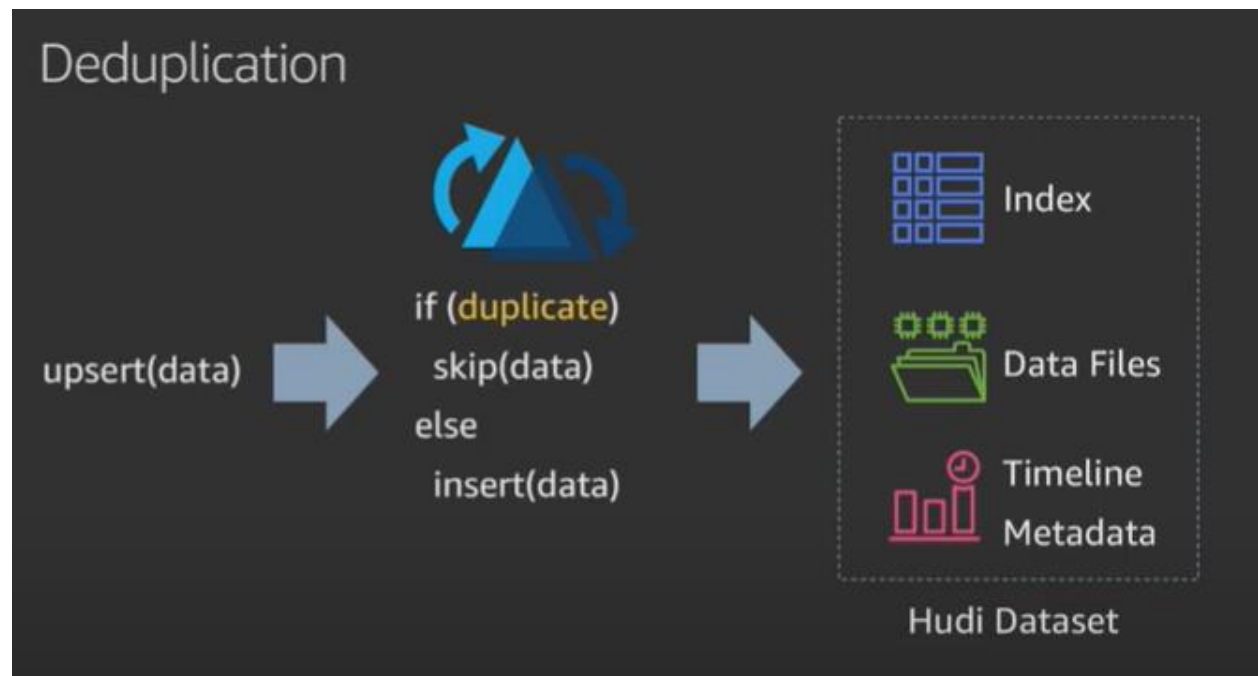 Deduplication
upsert(data)
if (duplicate)
skip(data)
else
insert(data)
Index
Data Files
Timeline
Metadata
Hudi Dataset